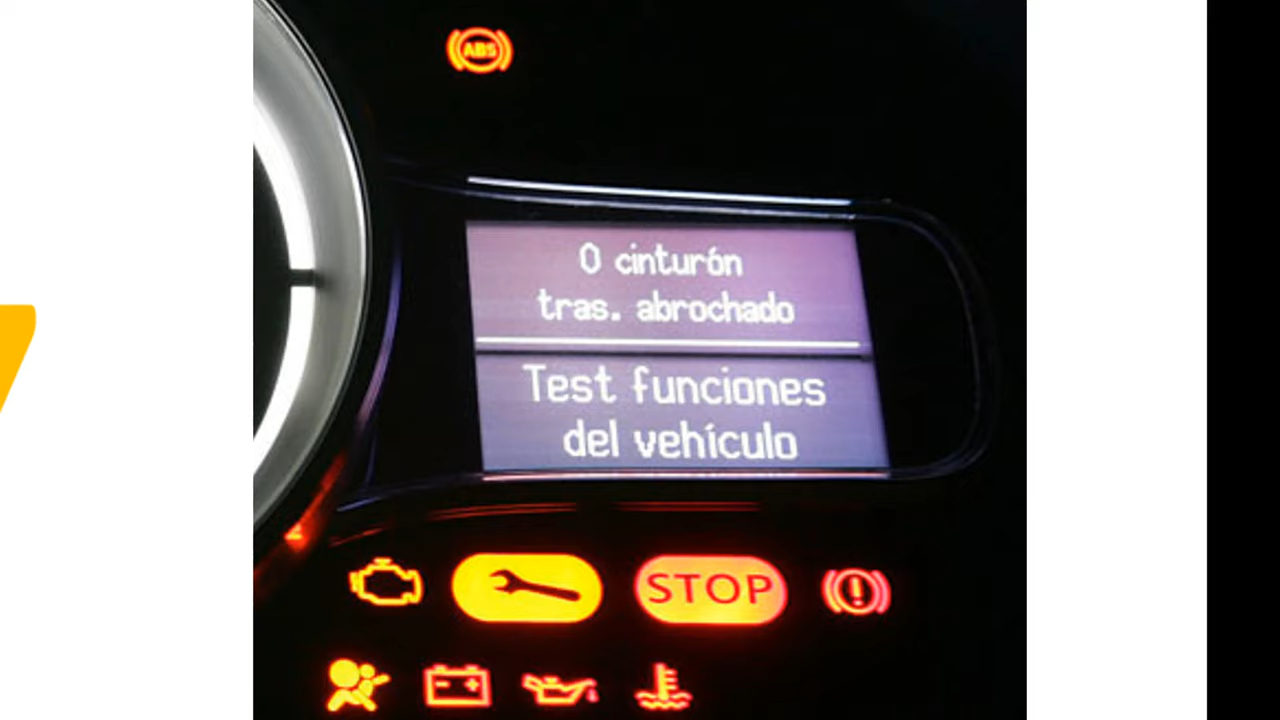 ABS
0 cinturón
tras. abrochado
Test funciones
del vehículo
STOP